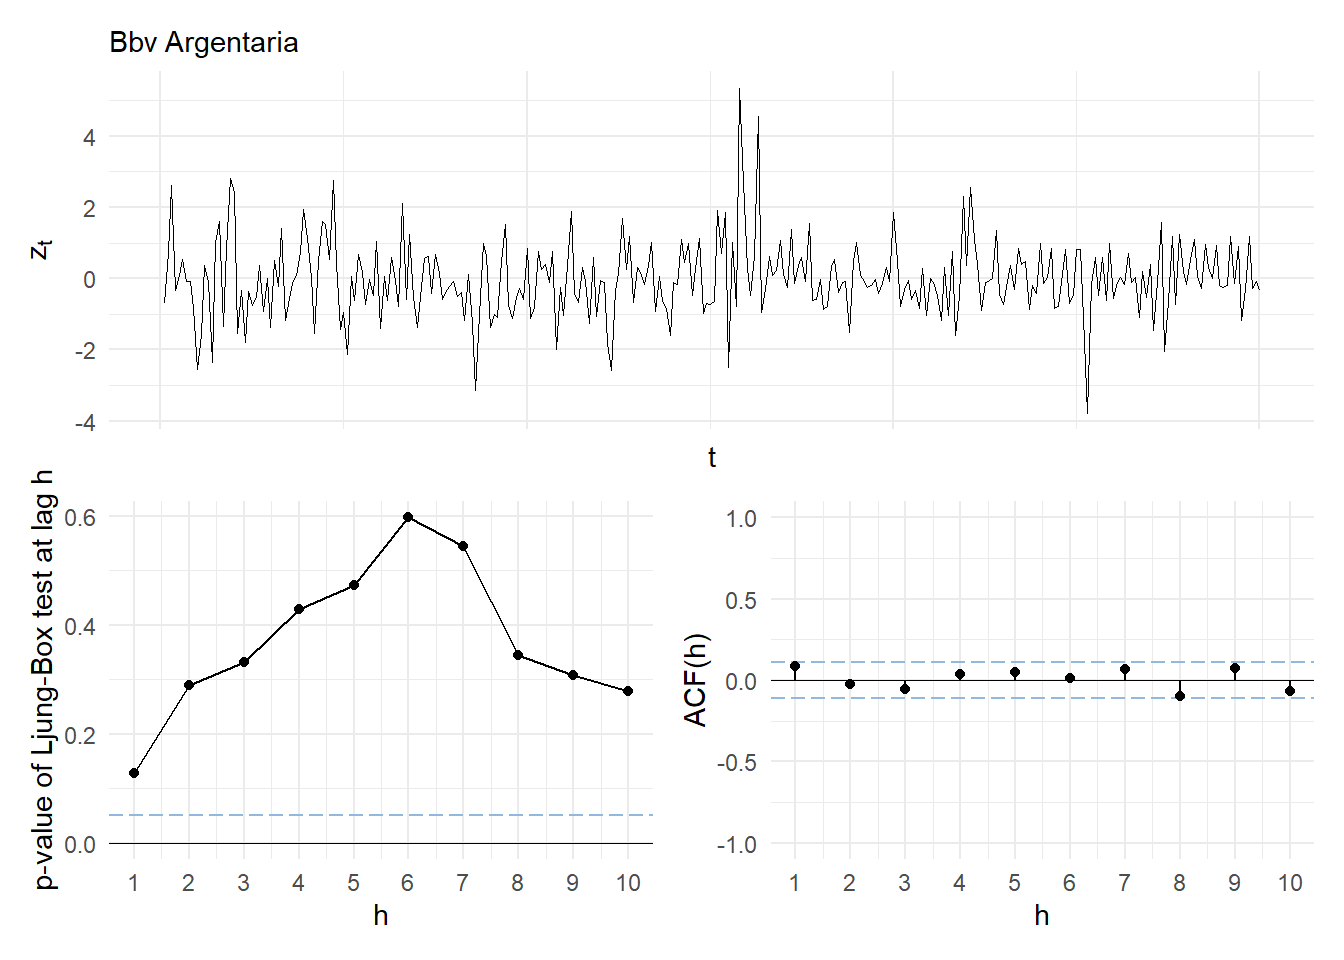 Bbv Argentaria
zt
4
2
0
-2
-4
t
p-value of Ljung-Box test at lag h
0.6
0.4
0.2
0.0
1 2 3 4 5 6 7 8 9 10
h
ACF(h)
1.0
0.5
0.0
-0.5
-1.0
1 2 3 4 5 6 7 8 9 10
h